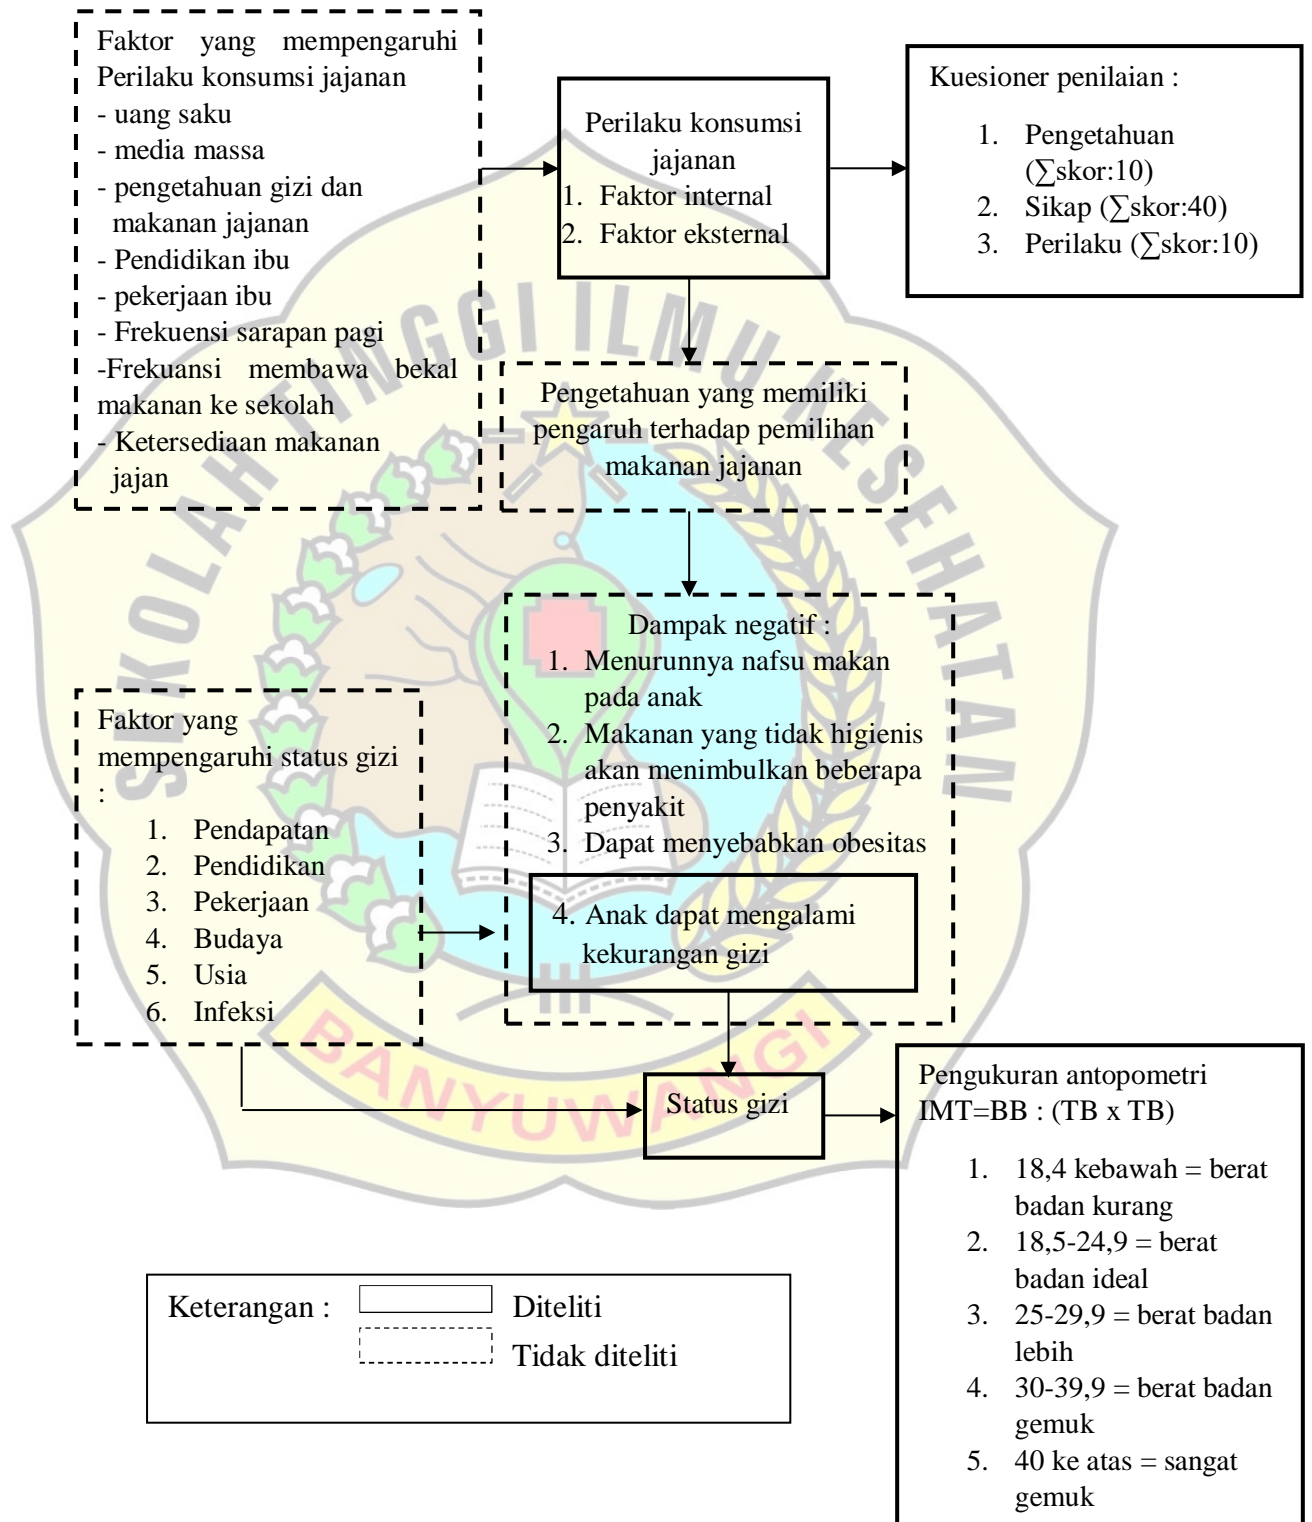 Faktor yang mempengaruhi
Perilaku konsumsi jajanan
- uang saku
- media massa
- pengetahuan gizi dan
makanan jajanan
- Pendidikan ibu
- pekerjaan ibu
- Frekuensi sarapan pagi
-Frekuansi membawa bekal
makanan ke sekolah
- Ketersediaan makanan
jajan
Perilaku konsumsi
jajanan
1. Faktor internal
2. Faktor eksternal
Kuesioner penilaian :
1. Pengetahuan
(∑skor:10)
2. Sikap (∑skor:40)
3. Perilaku (∑skor:10)
Pengetahuan yang memiliki
pengaruh terhadap pemilihan
makanan jajanan
Dampak negatif :
1. Menurunnya nafsu makan
pada anak
2. Makanan yang tidak higienis
akan menimbulkan beberapa
penyakit
3. Dapat menyebabkan obesitas
4. Anak dapat mengalami
kekurangan gizi
Faktor yang
mempengaruhi status gizi
:
1. Pendapatan
2. Pendidikan
3. Pekerjaan
4. Budaya
5. Usia
6. Infeksi
Status gizi
Pengukuran antopometri
IMT=BB : (TB x TB)
1. 18,4 kebawah = berat
badan kurang
2. 18,5-24,9 = berat
badan ideal
3. 25-29,9 = berat badan
lebih
4. 30-39,9 = berat badan
gemuk
5. 40 ke atas = sangat
gemuk
Keterangan :
Diteliti
Tidak diteliti
SEKOLAH TINGGI ILMU KESEHATAN
BANYUWANGI